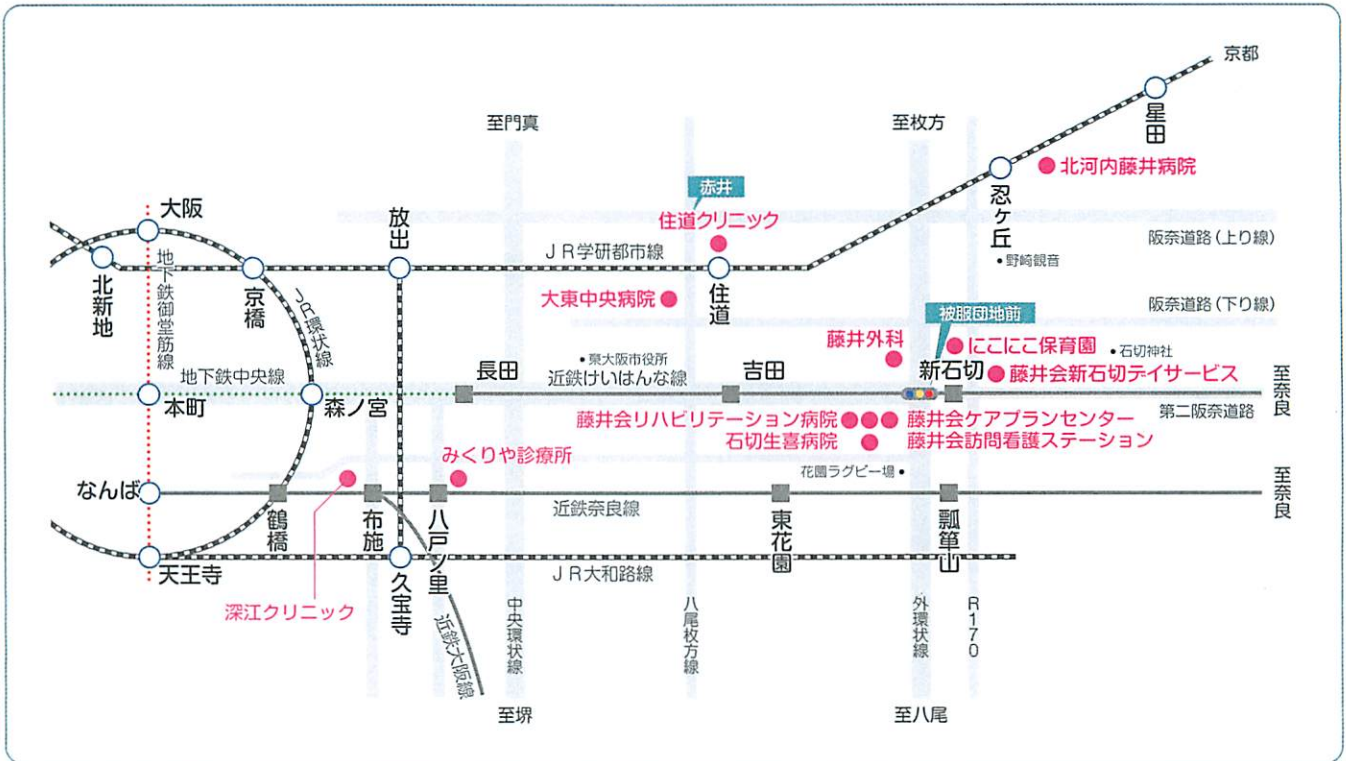 京都
星田
至門真
至枚方
北河内藤井病院
忍ヶ丘
赤井
住道クリニック
大阪
放出
阪奈道路(上り線)
野崎観音
JR学研都市線
地下鉄御堂筋線
北新地
京橋
JR環状線
住道
大東中央病院
阪奈道路(下り線)
被服団地前
藤井外科
にこにこ保育園
石切神社
東大阪市役所
長田
近鉄けいはんな線
吉田
新石切
藤井会新石切デイサービス
至奈良
地下鉄中央線
本町
森ノ宮
第二阪奈道路
藤井会リハビリテーション病院
藤井会ケアプランセンター
石切生喜病院
藤井会訪問看護ステーション
みくりや診療所
花園ラグビー場
なんば
鶴橋
布施
八戸ノ里
近鉄奈良線
東花園
瓢箪山
至奈良
天王寺
久宝寺
JR大和路線
深江クリニック
近鉄大阪線
中央環状線
八尾枚方線
外環状線
R170
至堺
至八尾